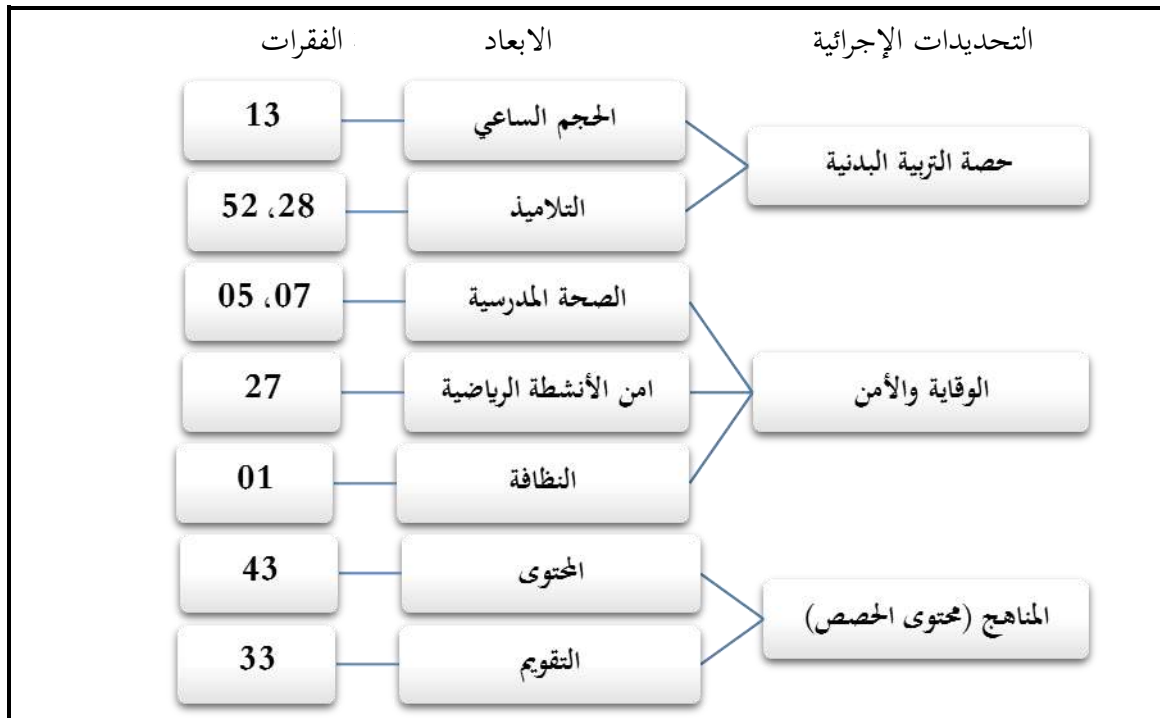 التحديدات الإجرائية الابعاد الفقرات
حصة التربية البدنية
الحجم الساعي 13
التلاميذ 28، 52
الوقاية والأمن
الصحة المدرسية 07، 05
امن الأنشطة الرياضية 27
النظافة 01
المناهج (محتوى الحصص)
المحتوى 43
التقويم 33